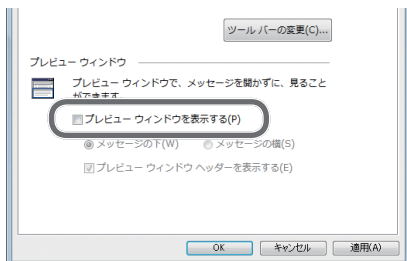 ツール バーの変更(C)...
プレビュー ウィンドウ
プレビュー ウィンドウで、メッセージを開かずに、見ること
ができます。
プレビュー ウィンドウを表示する(P)
メッセージの下(W) メッセージの横(S)
プレビュー ウィンドウ ヘッダーを表示する(E)
OK キャンセル 適用(A)